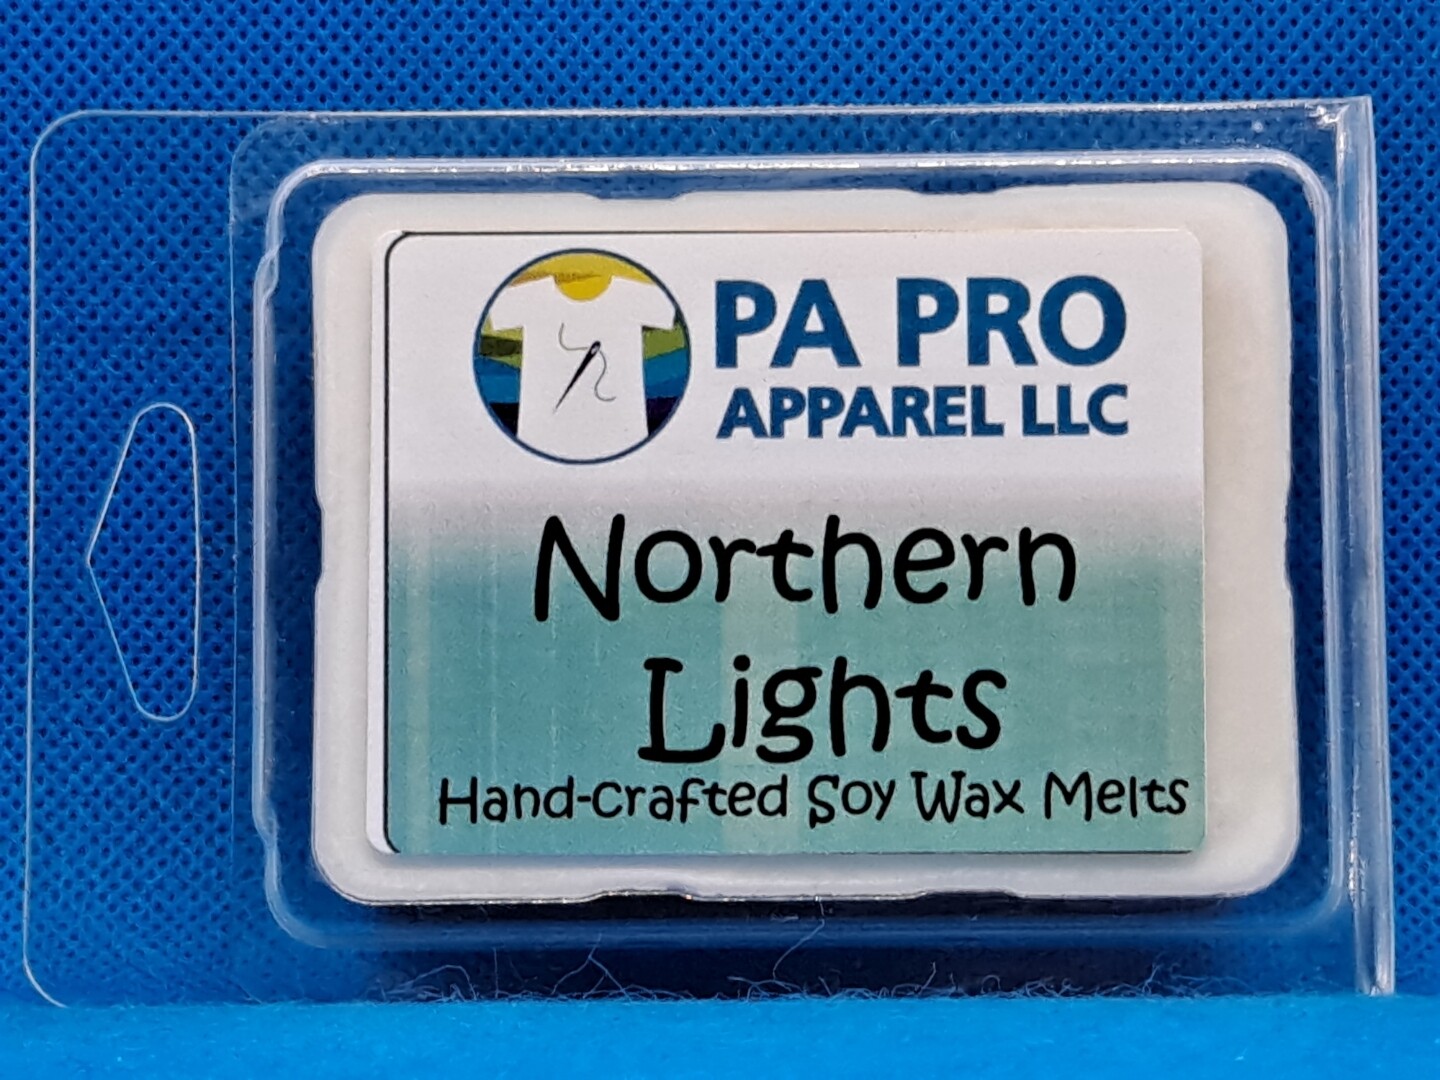 PA PRO
APPAREL LLC
Northern
Lights
Hand-crafted Soy Wax Melts